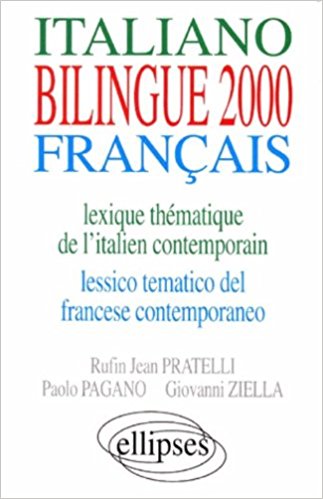 ITALIANO
BILINGUE 2000
FRANÇAIS
lexique thématique
de l'italien contemporain
lessico tematico del
francese contemporaneo
Rufin Jean PRATELLI
Paolo PAGANO Giovanni ZIELLA
ellipses